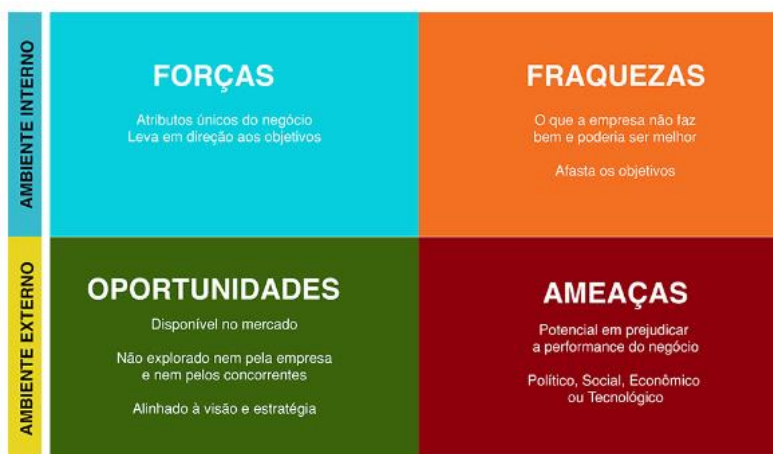 AMBIENTE INTERNO
FORÇAS
Atributos únicos do negócio
Leva em direção aos objetivos
FRAQUEZAS
O que a empresa não faz
bem e poderia ser melhor
Afasta os objetivos
AMBIENTE EXTERNO
OPORTUNIDADES
Disponível no mercado
Não explorado nem pela empresa
e nem pelos concorrentes
Alinhado à visão e estratégia
AMEAÇAS
Potencial em prejudicar
a performance do negócio
Político, Social, Econômico
ou Tecnológico